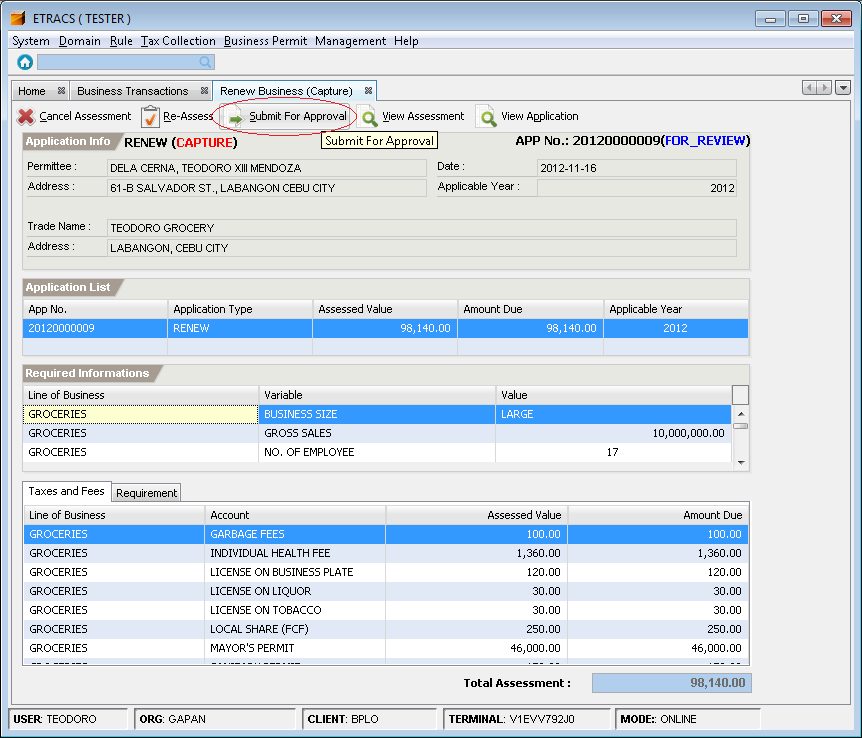 ETRACS ( TESTER )
System Domain Rule Tax Collection Business Permit Management Help
Home Business Transactions Renew Business (Capture)
Cancel Assessment Re-Assess Submit For Approval View Assessment View Application
Submit For Approval
Application Info RENEW (CAPTURE) APP No.: 20120000009(FOR_REVIEW)
Permittee : DELA CERNA, TEODORO XIII MENDOZA Date : 2012-11-16
Address : 61-B SALVADOR ST., LABANGON CEBU CITY Applicable Year : 2012
Trade Name : TEODORO GROCERY
Address : LABANGON, CEBU CITY
Application List
App No. Application Type Assessed Value Amount Due Applicable Year
20120000009 RENEW 98,140.00 98,140.00 2012
Required Informations
Line of Business Variable Value
GROCERIES BUSINESS SIZE LARGE
GROCERIES GROSS SALES 10,000,000.00
GROCERIES NO. OF EMPLOYEE 17
Taxes and Fees Requirement
Line of Business Account Assessed Value Amount Due
GROCERIES GARBAGE FEES 100.00 100.00
GROCERIES INDIVIDUAL HEALTH FEE 1,360.00 1,360.00
GROCERIES LICENSE ON BUSINESS PLATE 120.00 120.00
GROCERIES LICENSE ON LIQUOR 30.00 30.00
GROCERIES LICENSE ON TOBACCO 30.00 30.00
GROCERIES LOCAL SHARE (FCF) 250.00 250.00
GROCERIES MAYOR'S PERMIT 46,000.00 46,000.00
Total Assessment : 98,140.00
USER: TEODORO ORG: GAPAN CLIENT: BPLO TERMINAL: V1EVV792J0 MODE: ONLINE